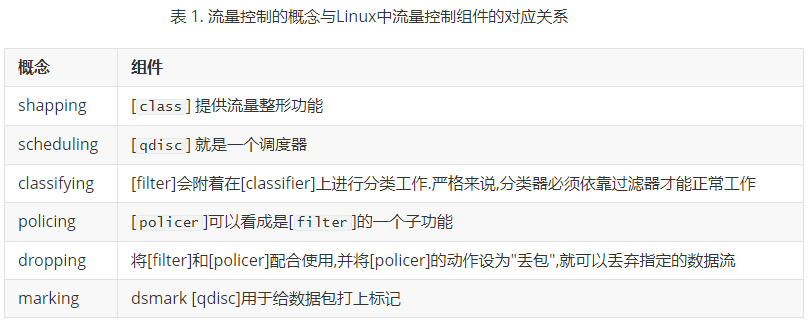 表 1. 流量控制的概念与Linux中流量控制组件的对应关系
概念 组件
shapping [class] 提供流量整形功能
scheduling [qdisc] 就是一个调度器
classifying [filter]会附着在[classifier]上进行分类工作.严格来说,分类器必须依靠过滤器才能正常工作
policing [policer]可以看成是[filter]的一个子功能
dropping 将[filter]和[policer]配合使用,并将[policer]的动作设为"丢包",就可以丢弃指定的数据流
marking dsmark [qdisc]用于给数据包打上标记